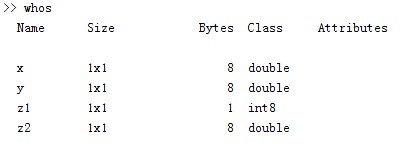 >> whos
Name Size Bytes Class Attributes
x 1x1 8 double
y 1x1 8 double
z1 1x1 1 int8
z2 1x1 8 double